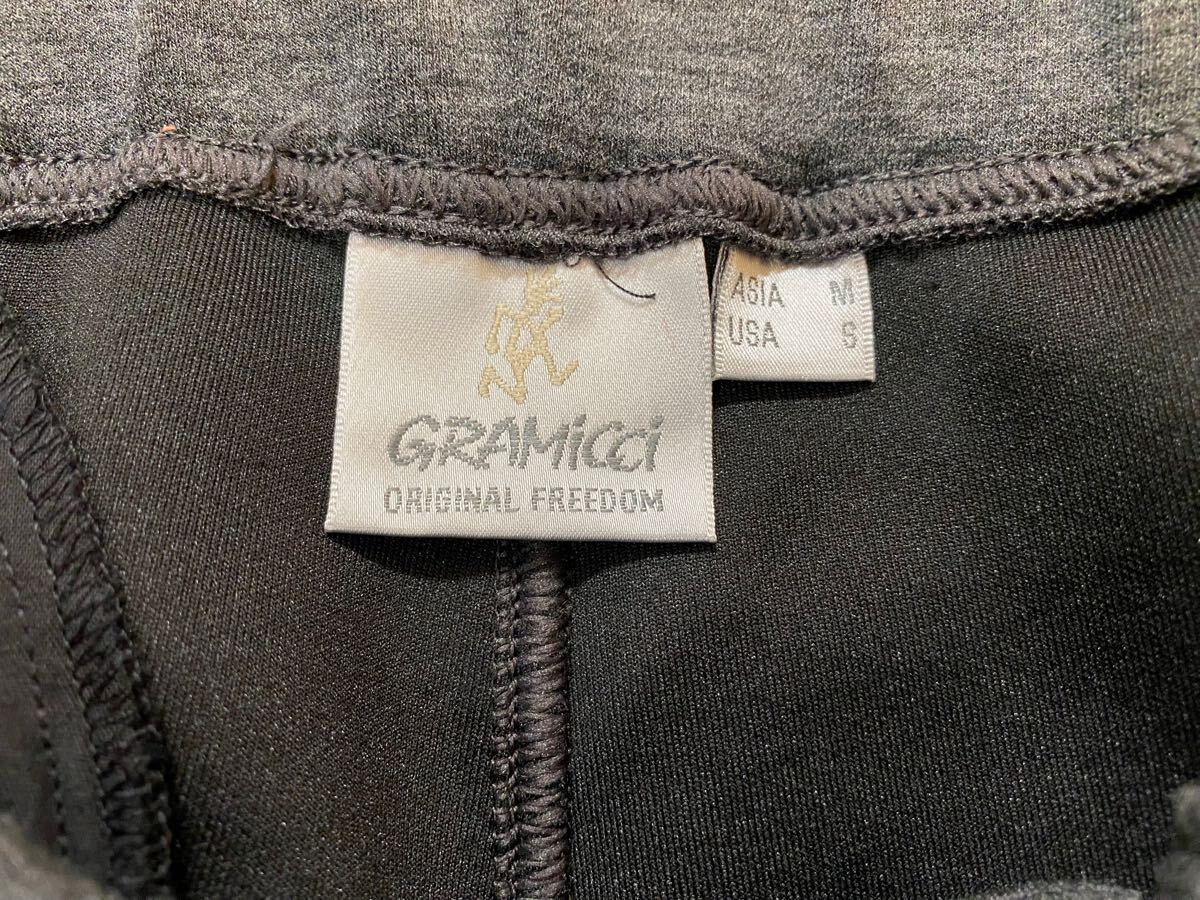 GRAMiCCi
ORIGINAL FREEDOM
ASIA M
USA S